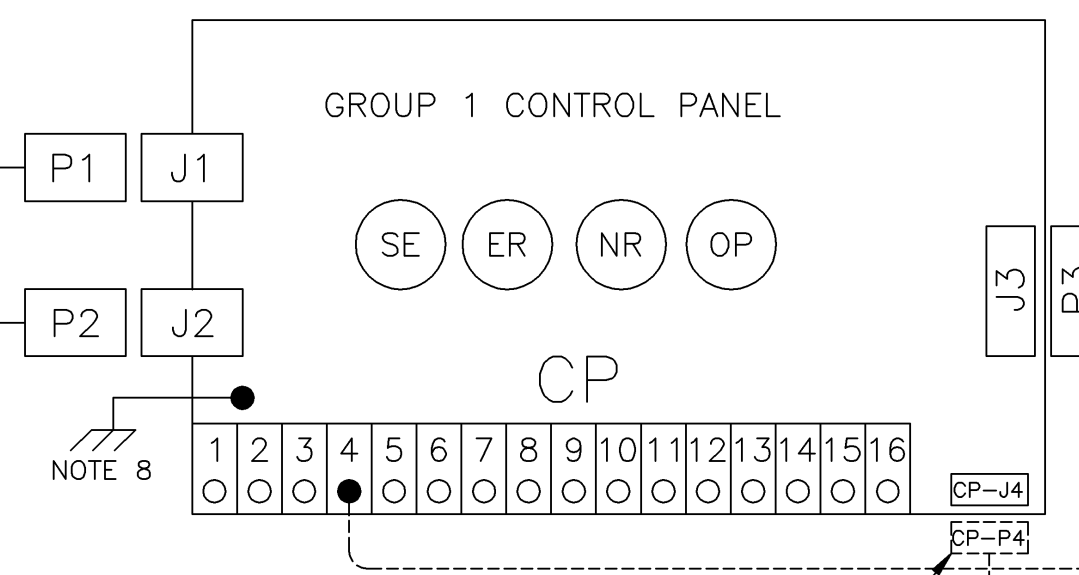 GROUP 1 CONTROL PANEL
P1 J1
SE ER NR OP
J3 P3
P2 J2
CP
1 2 3 4 5 6 7 8 9 10 11 12 13 14 15 16
NOTE 8
CP-J4
CP-P4